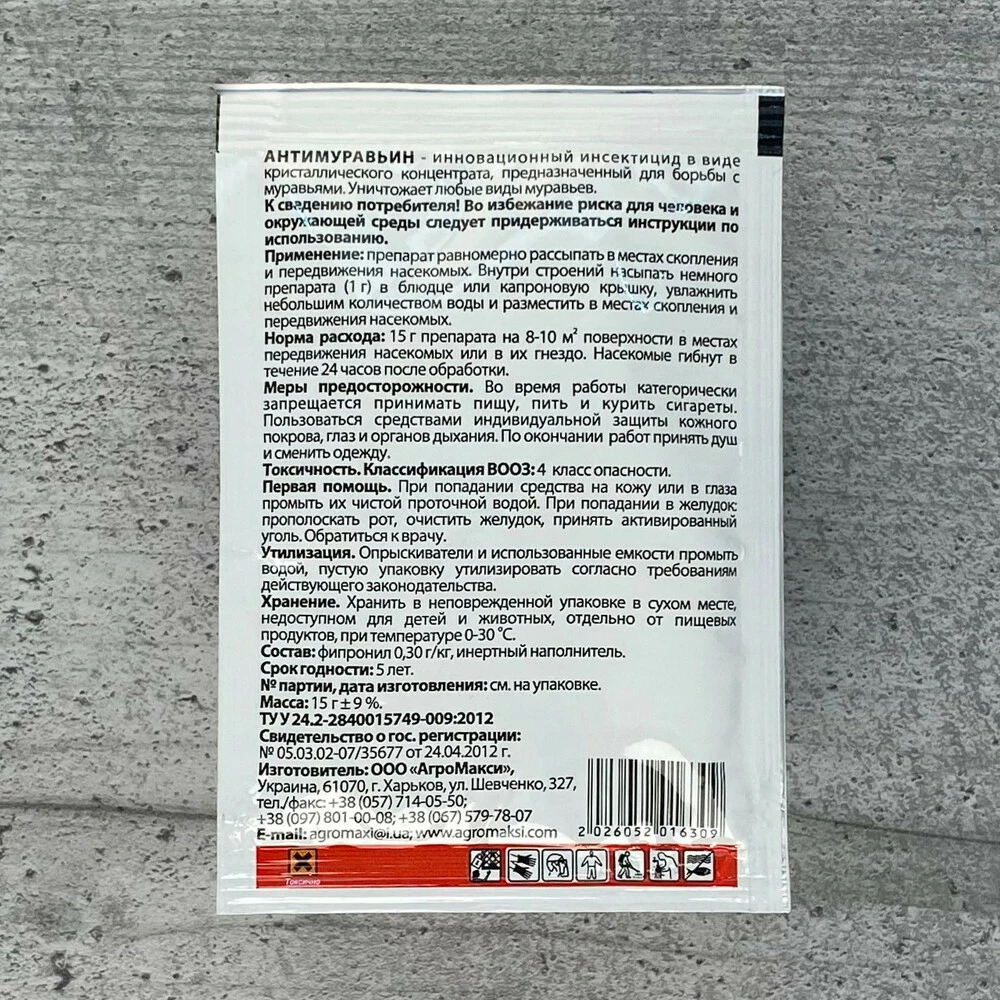 АНТИМУРАВЬИН - инновационный инсектицид в виде
кристаллического концентрата, предназначенный для борьбы с
муравьями. Уничтожает любые виды муравьев.
К сведению потребителя! Во избежание риска для человека и
окружающей среды следует придерживаться инструкции по
использованию.
Применение: препарат равномерно рассыпать в местах скопления
и передвижения насекомых. Внутри строений насыпать немного
препарата (1 г) в блюдце или капроновую крышку, увлажнить
небольшим количеством воды и разместить в местах скопления и
передвижения насекомых.
Норма расхода: 15 г препарата на 8-10 м² поверхности в местах
передвижения насекомых или в их гнездо. Насекомые гибнут в
течение 24 часов после обработки.
Меры предосторожности. Во время работы категорически
запрещается принимать пищу, пить и курить сигареты.
Пользоваться средствами индивидуальной защиты кожного
покрова, глаз и органов дыхания. По окончании работ принять душ
и сменить одежду.
Токсичность. Классификация ВООЗ: 4 класс опасности.
Первая помощь. При попадании средства на кожу или в глаза
промыть их чистой проточной водой. При попадании в желудок:
прополоскать рот, очистить желудок, принять активированный
уголь. Обратиться к врачу.
Утилизация. Опрыскиватели и использованные емкости промыть
водой, пустую упаковку утилизировать согласно требованиям
действующего законодательства.
Хранение. Хранить в неповрежденной упаковке в сухом месте,
недоступном для детей и животных, отдельно от пищевых
продуктов, при температуре 0-30 °С.
Состав: фипронил 0,30 г/кг, инертный наполнитель.
Срок годности: 5 лет.
№ партии, дата изготовления: см. на упаковке.
Масса: 15 г ± 9 %.
ТУ У 24.2-2840015749-009:2012
Свидетельство о гос. регистрации:
№ 05.03.02-07/35677 от 24.04.2012 г.
Изготовитель: ООО «АгроМакси»,
Украина, 61070, г. Харьков, ул. Шевченко, 327,
тел./факс: +38 (057) 714-05-50;
+38 (097) 801-00-08; +38 (067) 579-78-07
E-mail: agromaxi@i.ua; www.agromaksi.com
2 026052 016309
Токсично